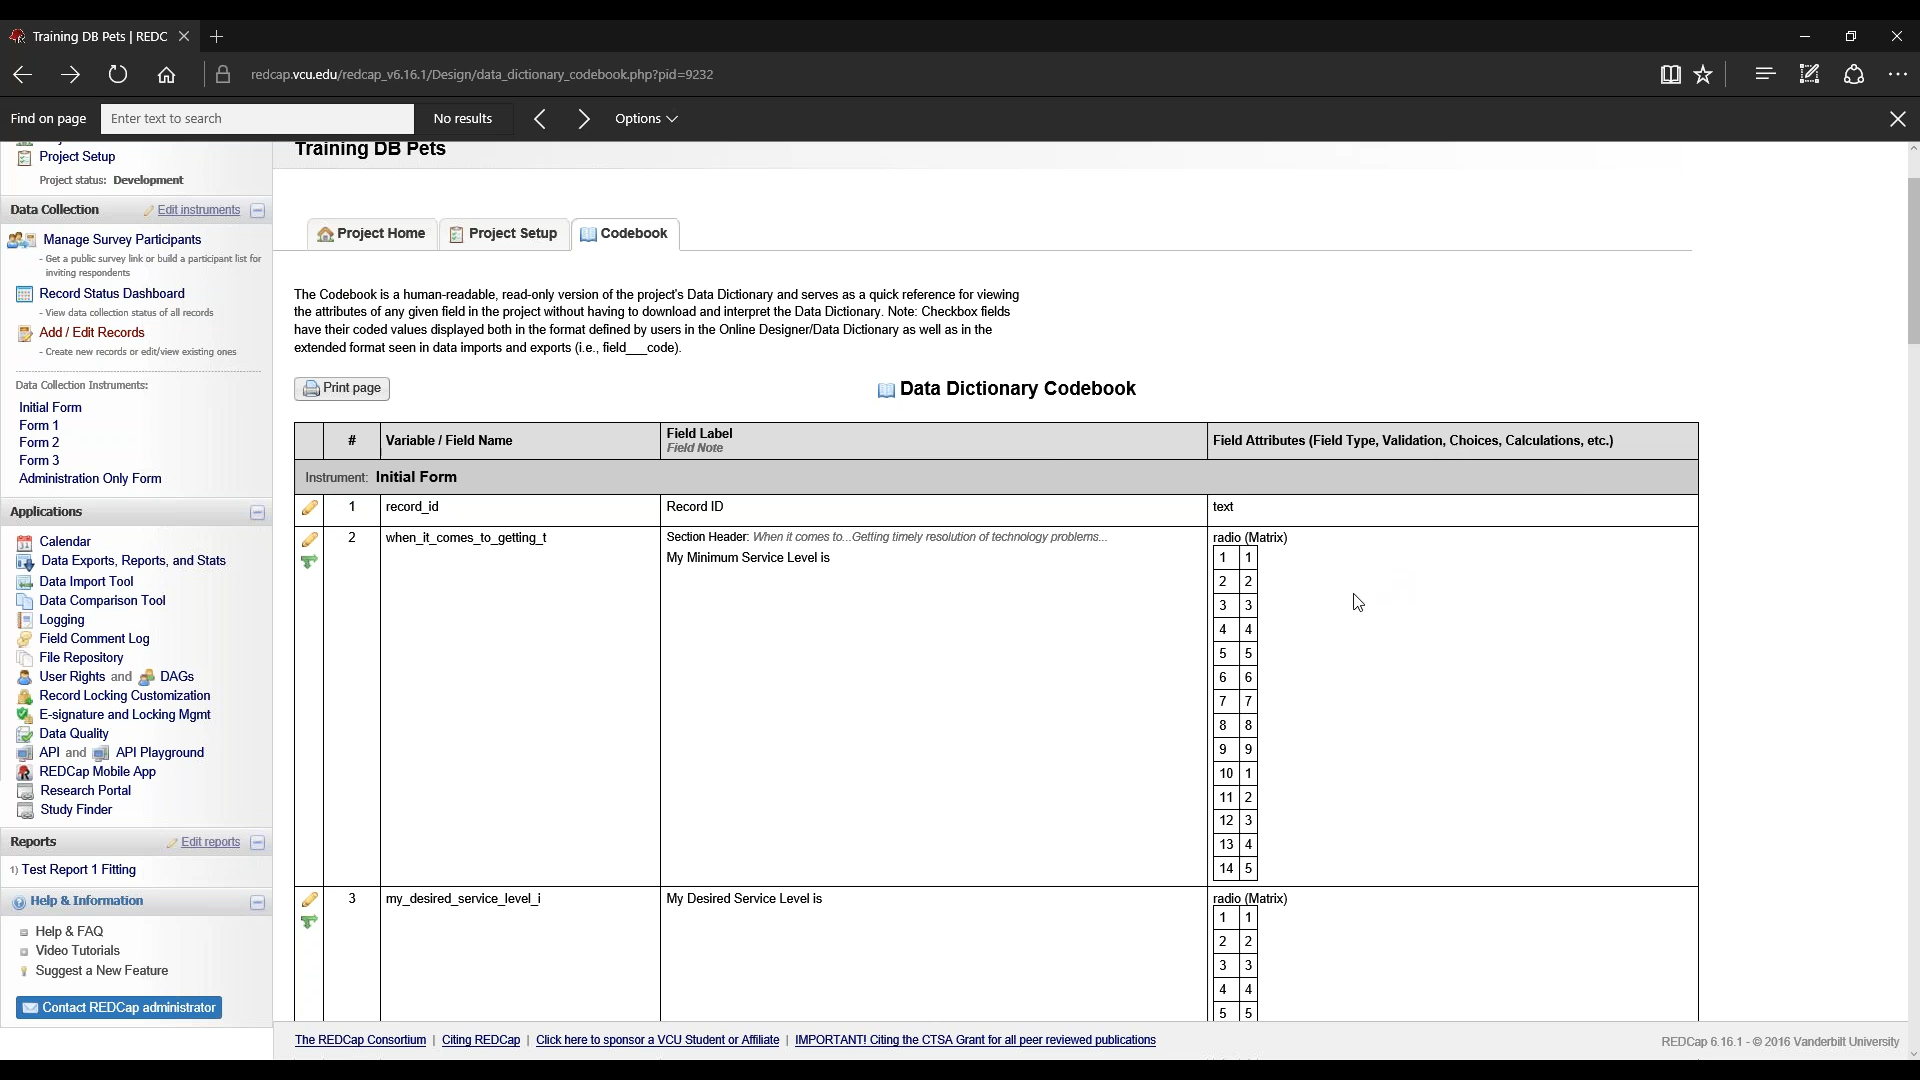 Training DB Pets | REDC
redcap.vcu.edu/redcap_v6.16.1/Design/data_dictionary_codebook.php?pid=9232
Find on page
Enter text to search
No results
Options
Project Setup
Project status: Development
Data Collection
Edit instruments
Manage Survey Participants
- Get a public survey link or build a participant list for
inviting respondents
Record Status Dashboard
- View data collection status of all records
Add / Edit Records
- Create new records or edit/view existing ones
Data Collection Instruments:
Initial Form
Form 1
Form 2
Form 3
Administration Only Form
Applications
Calendar
Data Exports, Reports, and Stats
Data Import Tool
Data Comparison Tool
Logging
Field Comment Log
File Repository
User Rights and DAGs
Record Locking Customization
E-signature and Locking Mgmt
Data Quality
API and API Playground
REDCap Mobile App
Research Portal
Study Finder
Reports
Edit reports
1) Test Report 1 Fitting
Help & Information
Help & FAQ
Video Tutorials
Suggest a New Feature
Contact REDCap administrator
Training DB Pets
Project Home
Project Setup
Codebook
The Codebook is a human-readable, read-only version of the project's Data Dictionary and serves as a quick reference for viewing
the attributes of any given field in the project without having to download and interpret the Data Dictionary. Note: Checkbox fields
have their coded values displayed both in the format defined by users in the Online Designer/Data Dictionary as well as in the
extended format seen in data imports and exports (i.e., field___code).
Print page
Data Dictionary Codebook
# Variable / Field Name Field Label Field Attributes (Field Type, Validation, Choices, Calculations, etc.)
Field Note
Instrument: Initial Form
1 record_id Record ID text
2 when_it_comes_to_getting_t Section Header: When it comes to...Getting timely resolution of technology problems... radio (Matrix)
My Minimum Service Level is
1 1
2 2
3 3
4 4
5 5
6 6
7 7
8 8
9 9
10 1
11 2
12 3
13 4
14 5
3 my_desired_service_level_i My Desired Service Level is radio (Matrix)
1 1
2 2
3 3
4 4
5 5
The REDCap Consortium | Citing REDCap | Click here to sponsor a VCU Student or Affiliate | IMPORTANT! Citing the CTSA Grant for all peer reviewed publications
REDCap 6.16.1 - © 2016 Vanderbilt University